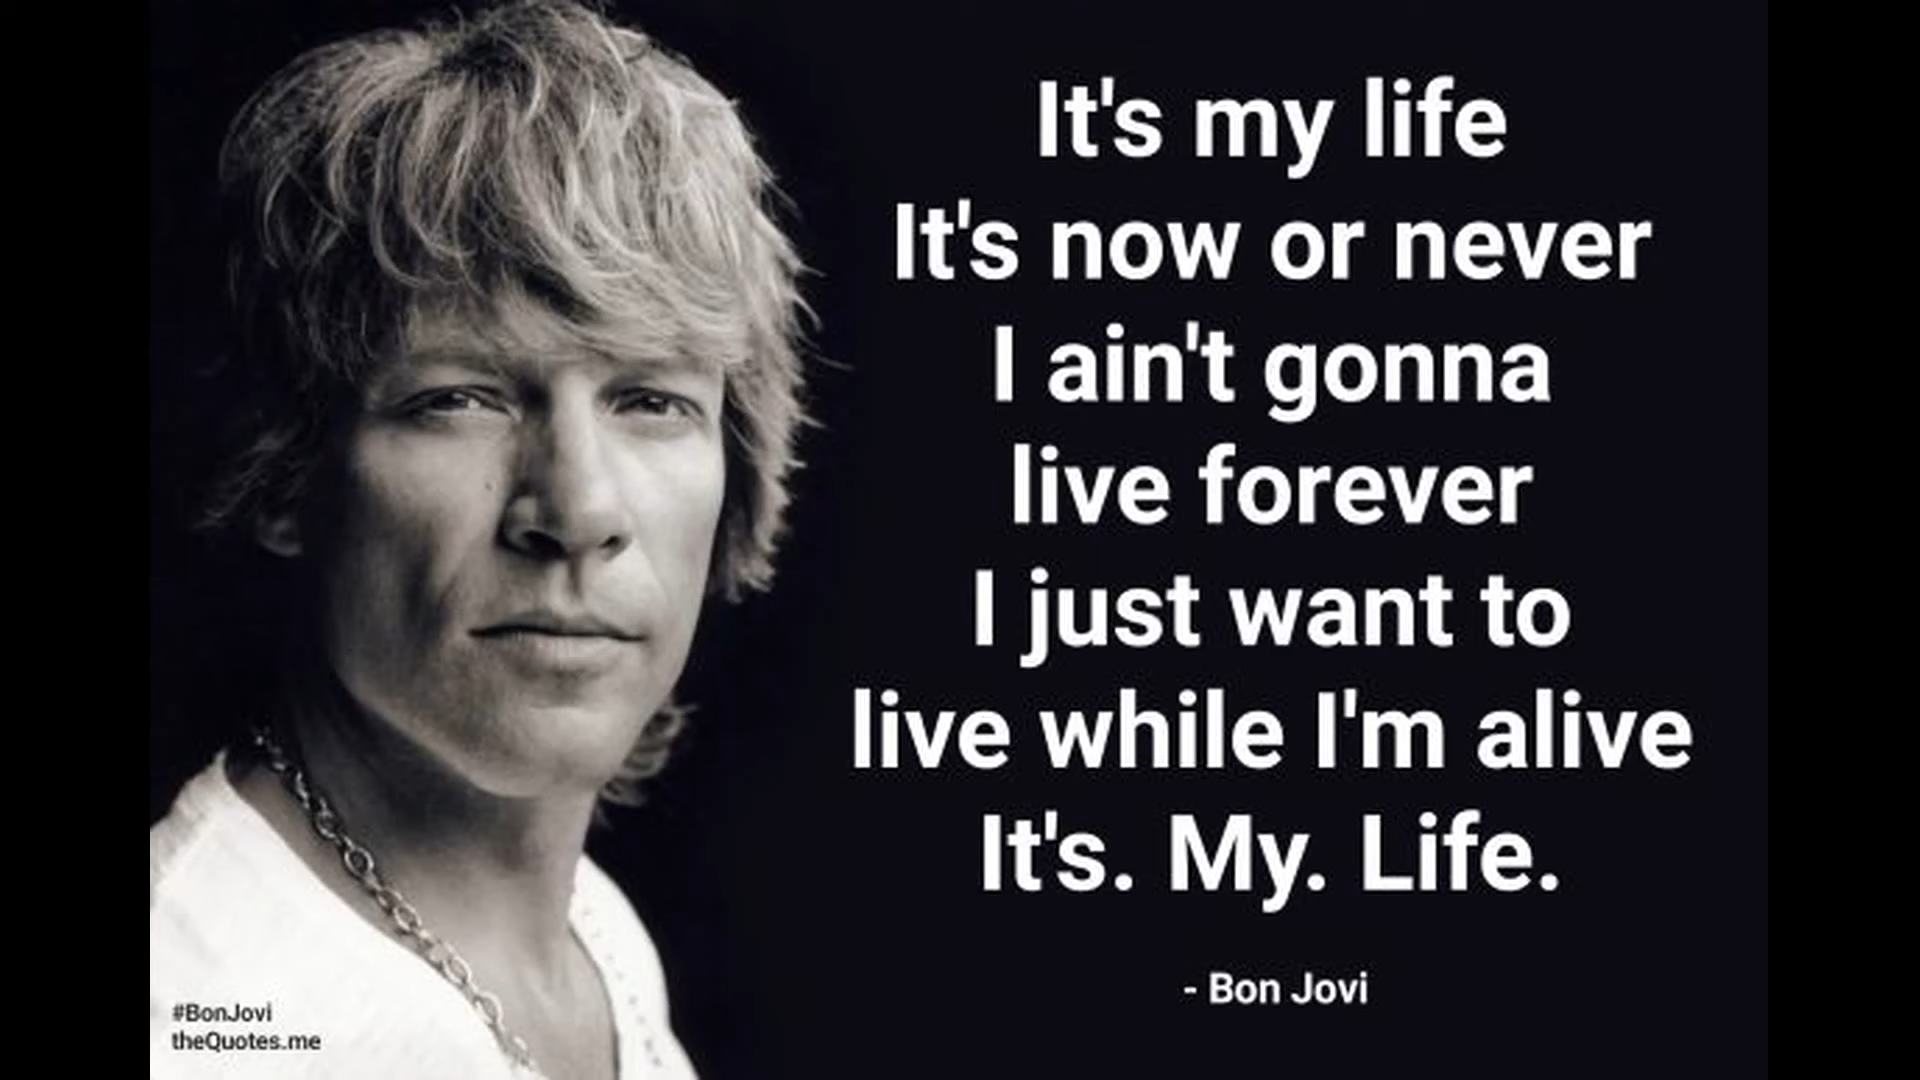 It's my life
It's now or never
I ain't gonna
live forever
I just want to
live while I'm alive
It's. My. Life.
- Bon Jovi
#BonJovi
theQuotes.me